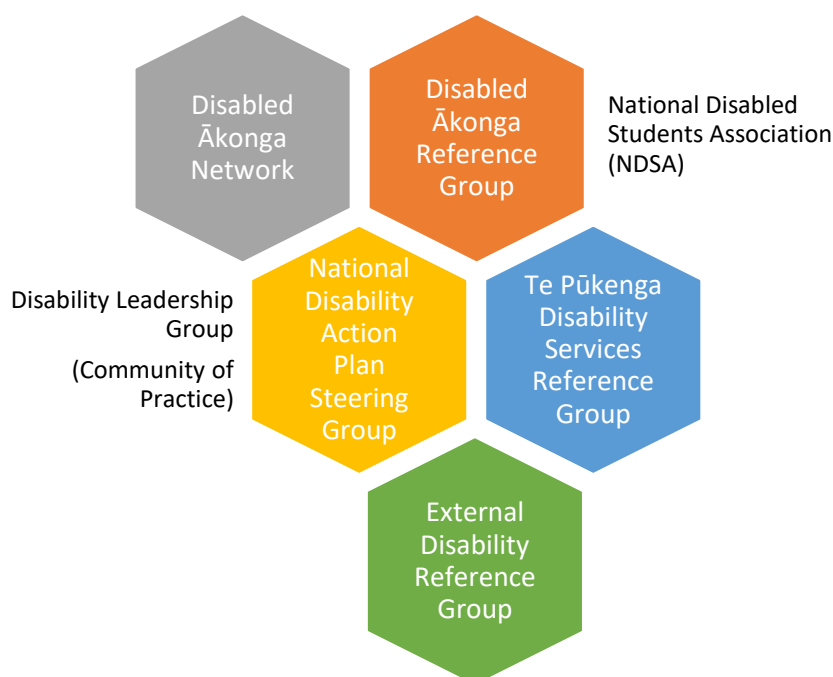 Disabled
Ākonga
Network
Disabled
Ākonga
Reference
Group
National Disabled
Students Association
(NDSA)
Disability Leadership
Group
(Community of
Practice)
National
Disability
Action
Plan
Steering
Group
Te Pūkenga
Disability
Services
Reference
Group
External
Disability
Reference
Group